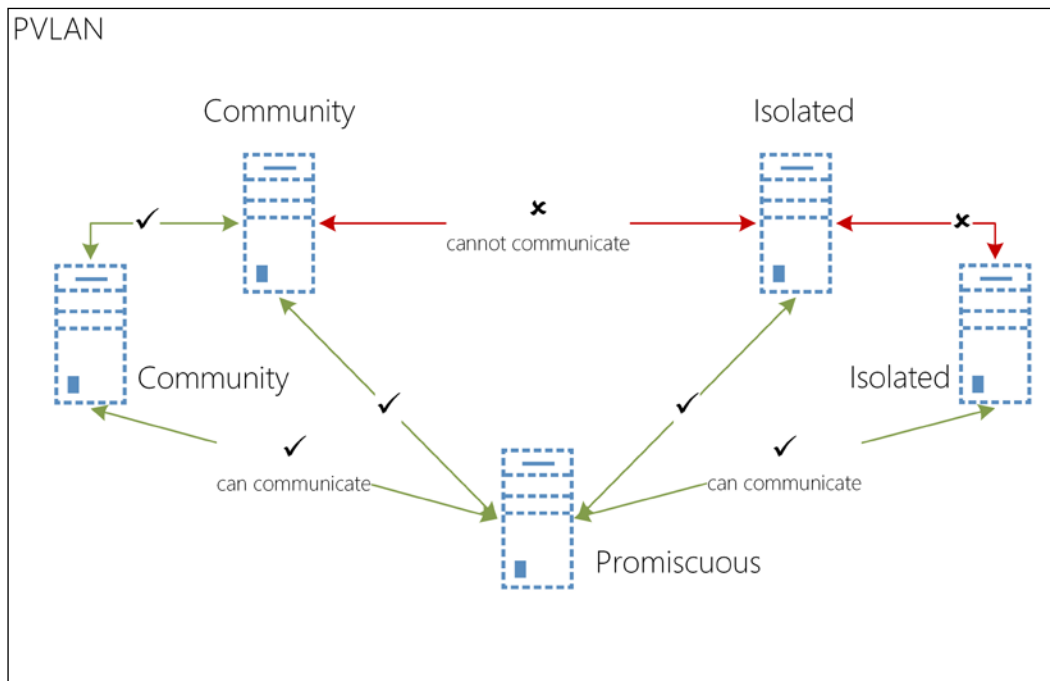 PVLAN
Community
Isolated
cannot communicate
Community
Isolated
can communicate
can communicate
Promiscuous